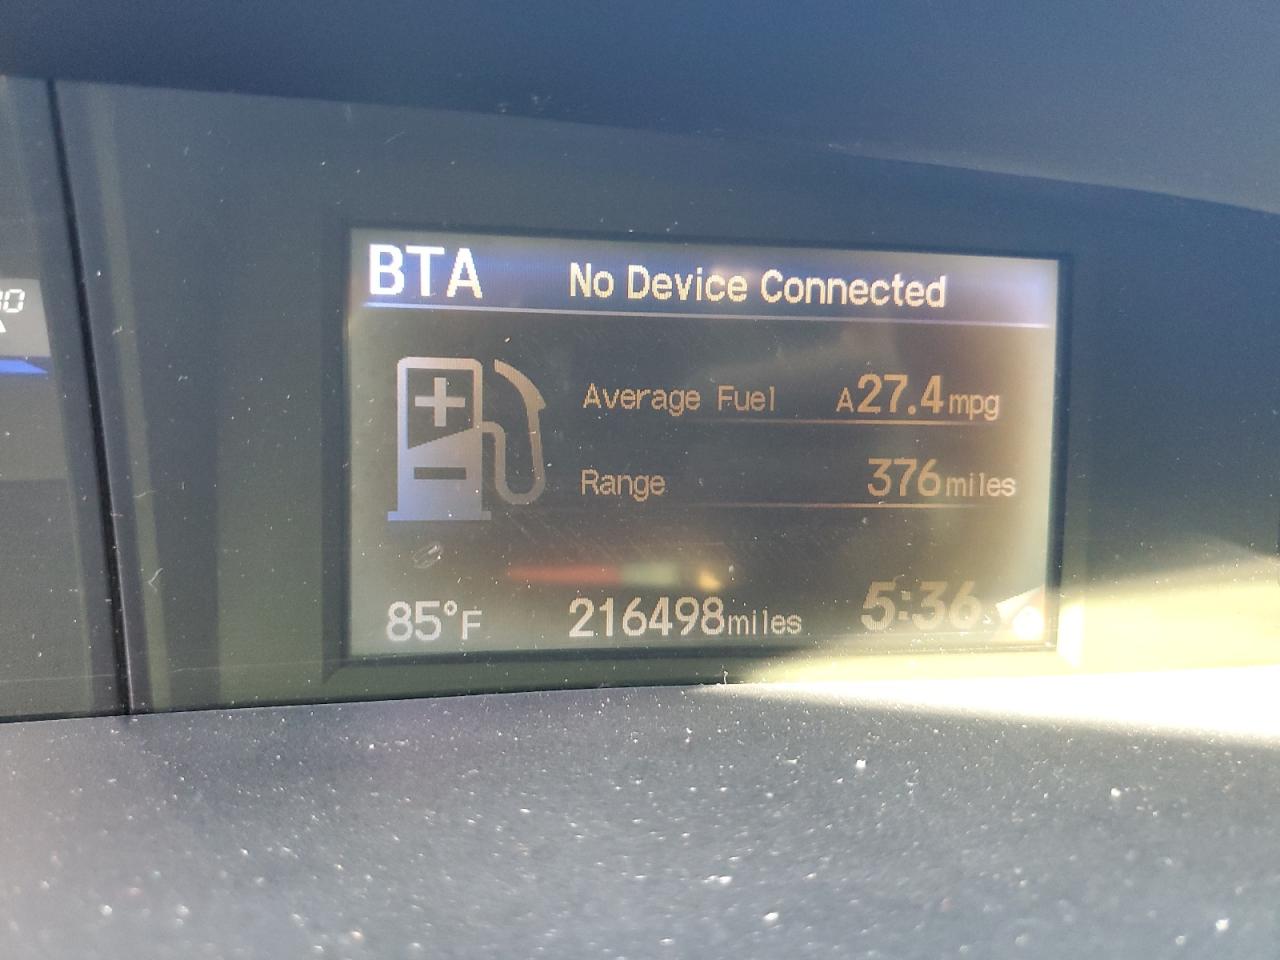 BTA No Device Connected
Average Fuel A27.4mpg
Range 376miles
85°F 216498miles 5:36